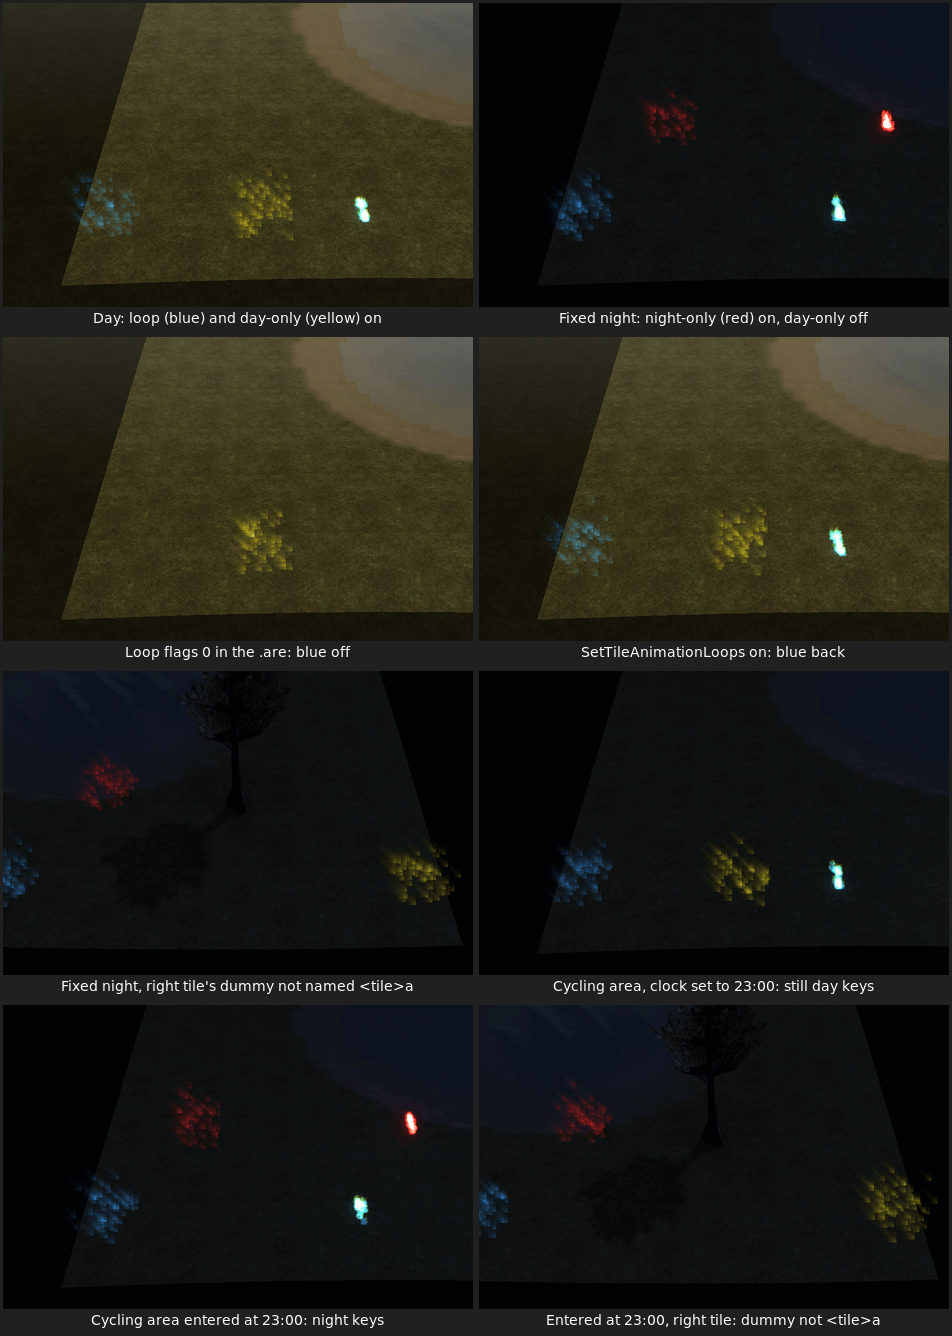 Day: loop (blue) and day-only (yellow) on
Fixed night: night-only (red) on, day-only off
Loop flags 0 in the .are: blue off
SetTileAnimationLoops on: blue back
Fixed night, right tile's dummy not named <tile>a
Cycling area, clock set to 23:00: still day keys
Cycling area entered at 23:00: night keys
Entered at 23:00, right tile: dummy not <tile>a